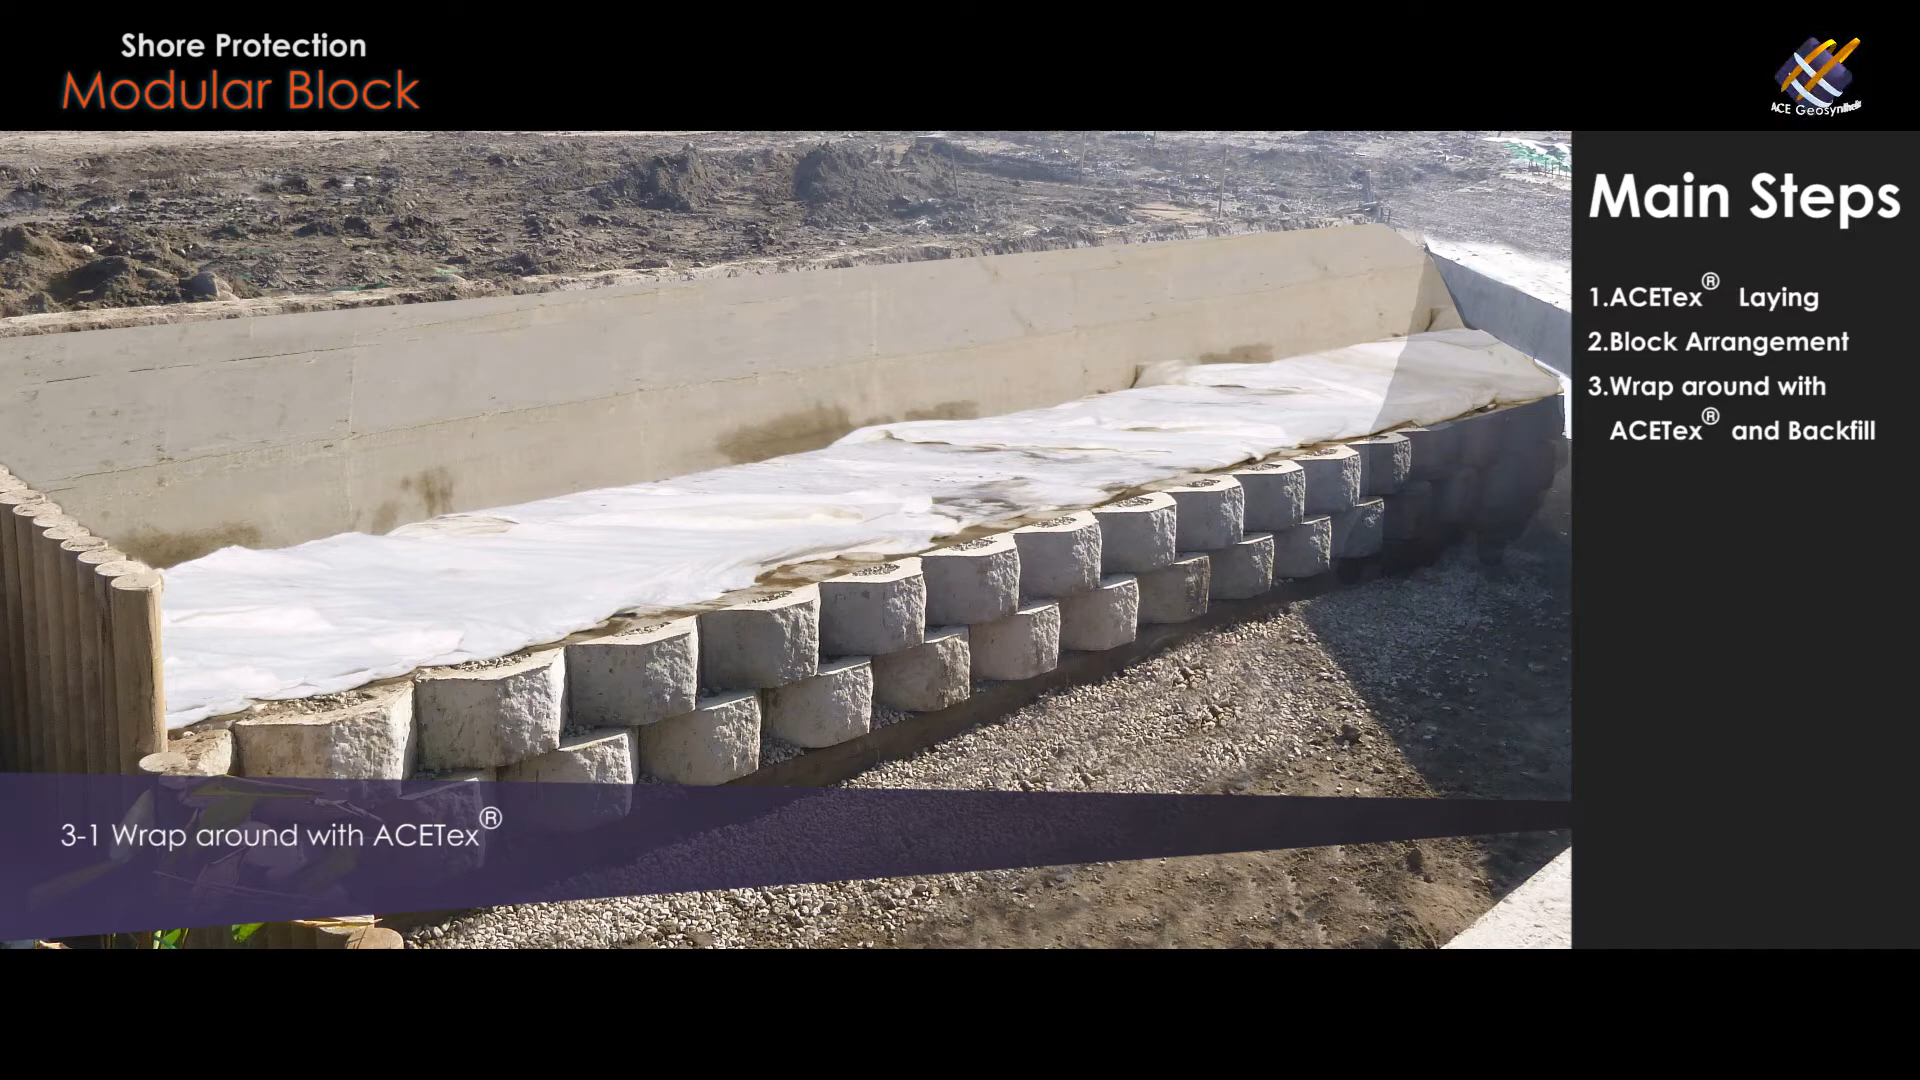 Shore Protection
Modular Block
ACE Geosynthetics
Main Steps
1.ACETex® Laying
2.Block Arrangement
3.Wrap around with
ACETex® and Backfill
3-1 Wrap around with ACETex®